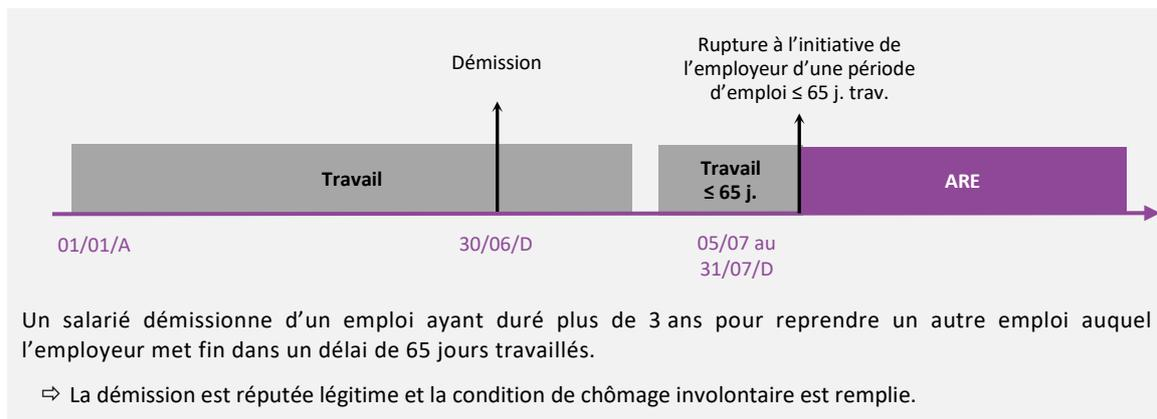 Démission
Rupture à l’initiative de
l’employeur d’une période
d’emploi ≤ 65 j. trav.
Travail
Travail
≤ 65 j.
ARE
01/01/A
30/06/D
05/07 au
31/07/D
Un salarié démissionne d’un emploi ayant duré plus de 3 ans pour reprendre un autre emploi auquel
l’employeur met fin dans un délai de 65 jours travaillés.
⇨ La démission est réputée légitime et la condition de chômage involontaire est remplie.